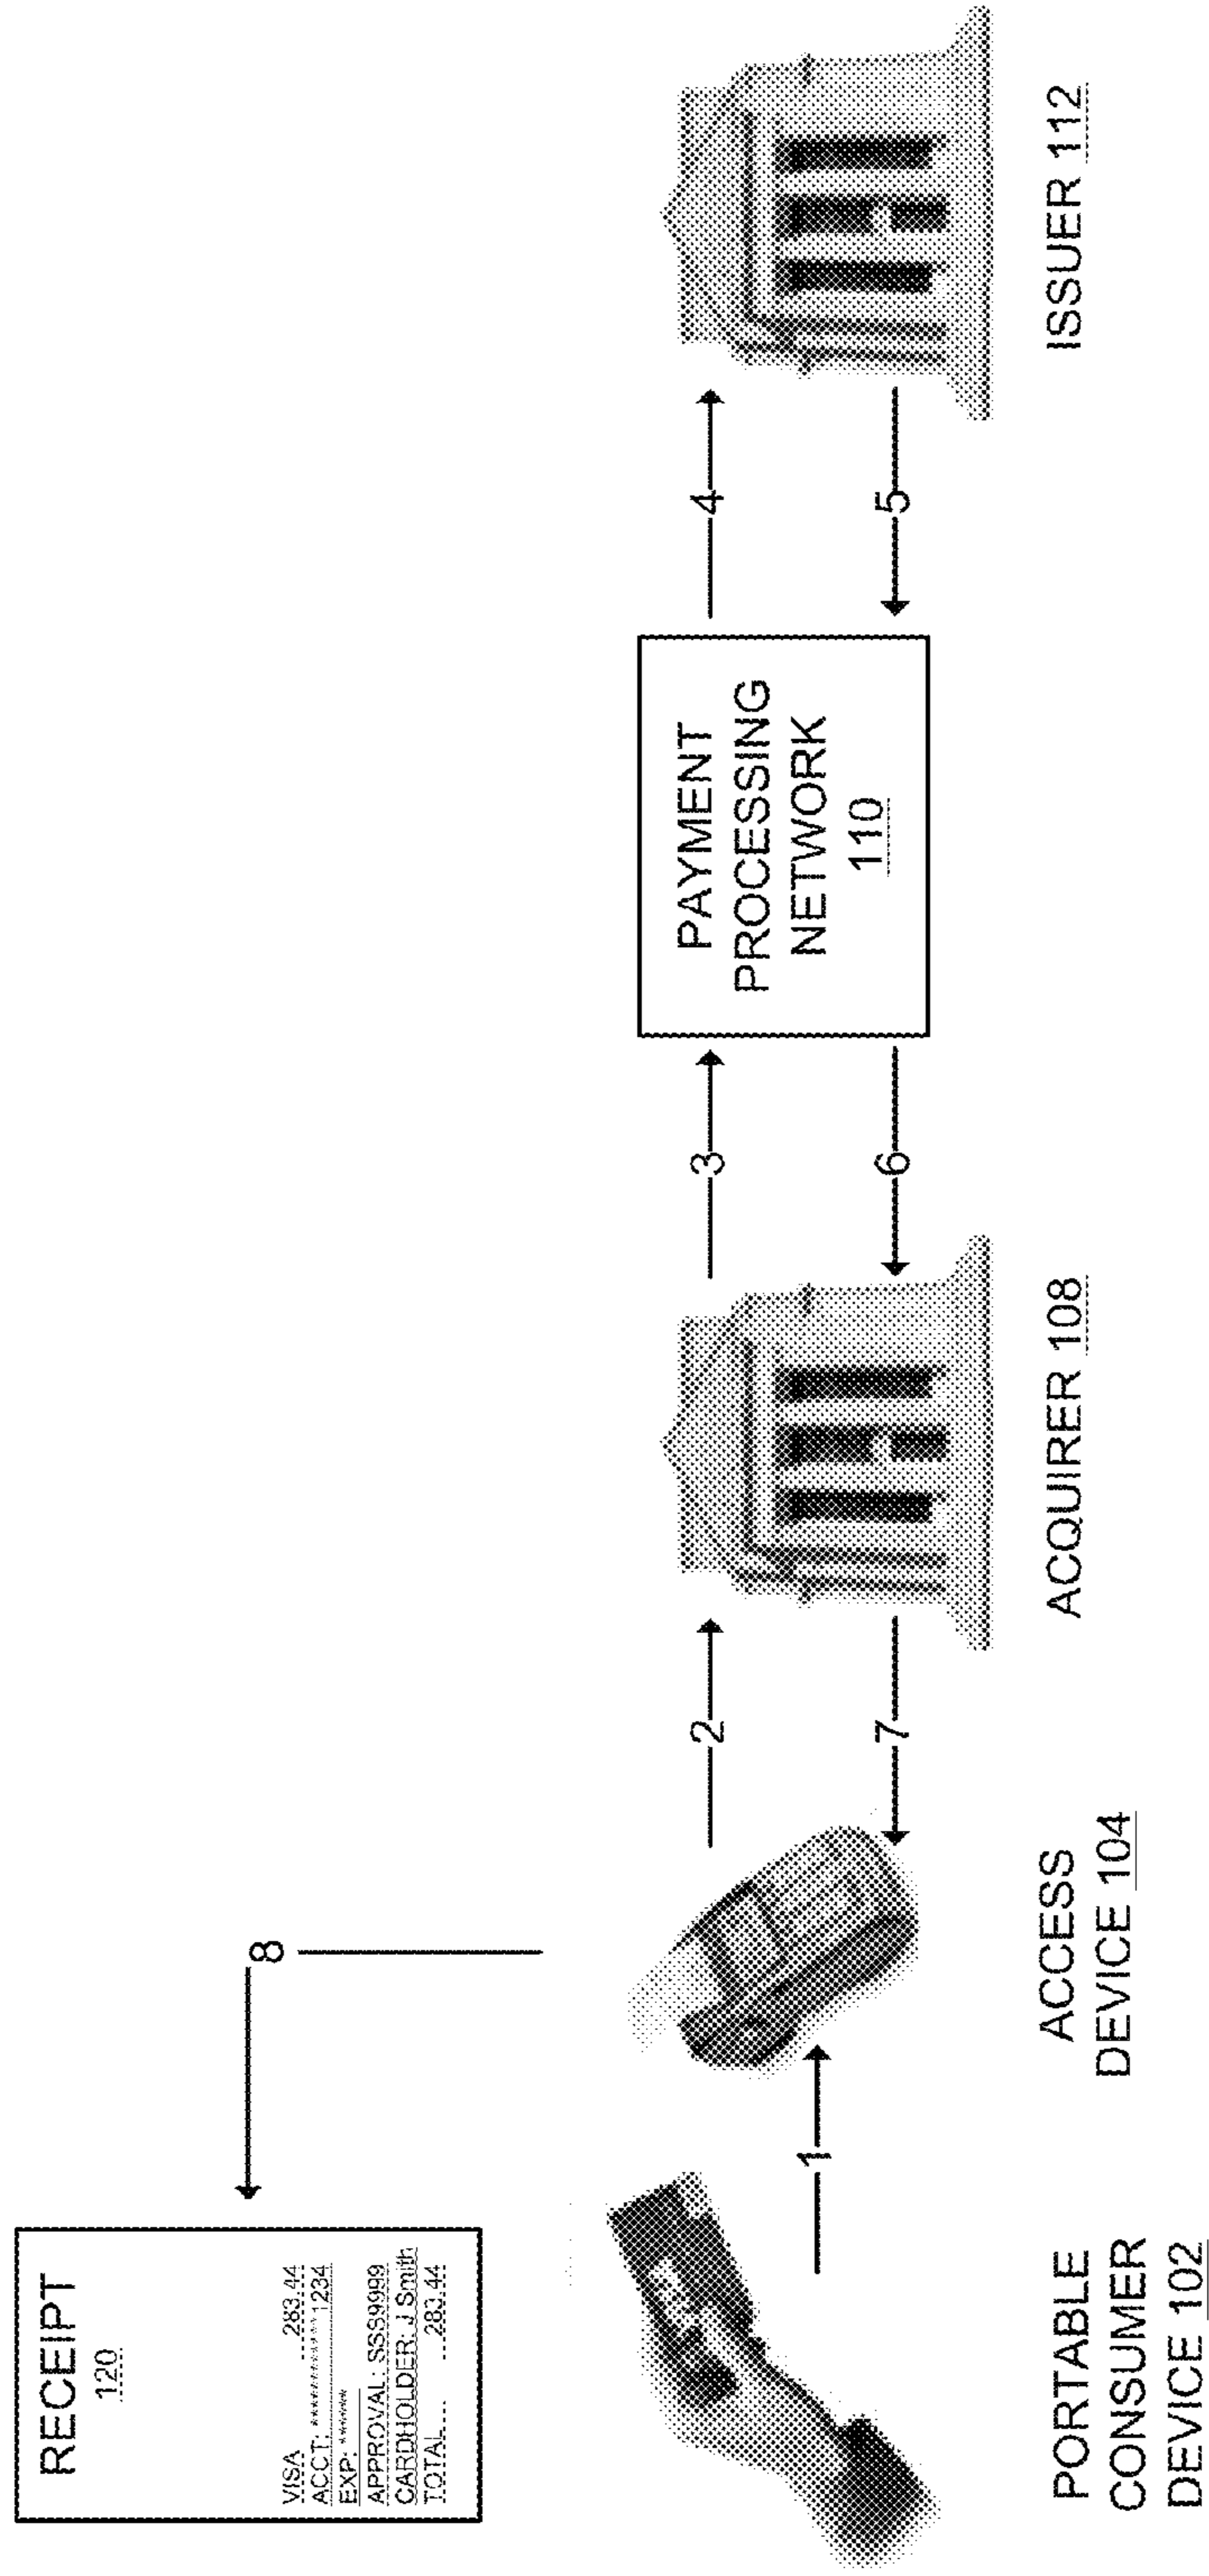 RECEIPT
120
VISA 283.44
ACCT: ************1234
EXP: ******
APPROVAL: SSS9999
CARDHOLDER: J Smith
TOTAL 283.44
8
1
2
7
3
6
4
5
PAYMENT
PROCESSING
NETWORK
110
PORTABLE
CONSUMER
DEVICE 102
ACCESS
DEVICE 104
ACQUIRER 108
ISSUER 112